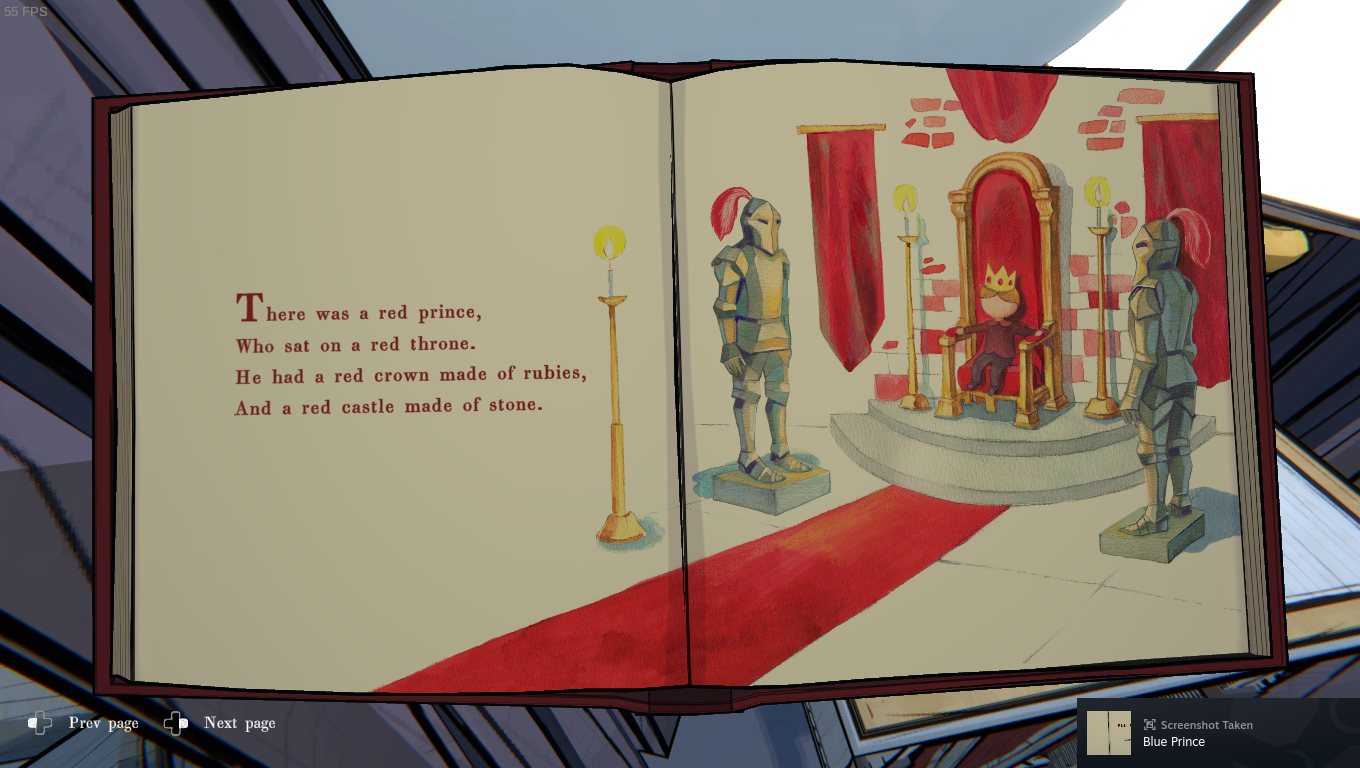 55 FPS
There was a red prince,
Who sat on a red throne.
He had a red crown made of rubies,
And a red castle made of stone.
Prev page
Next page
Screenshot Taken
Blue Prince